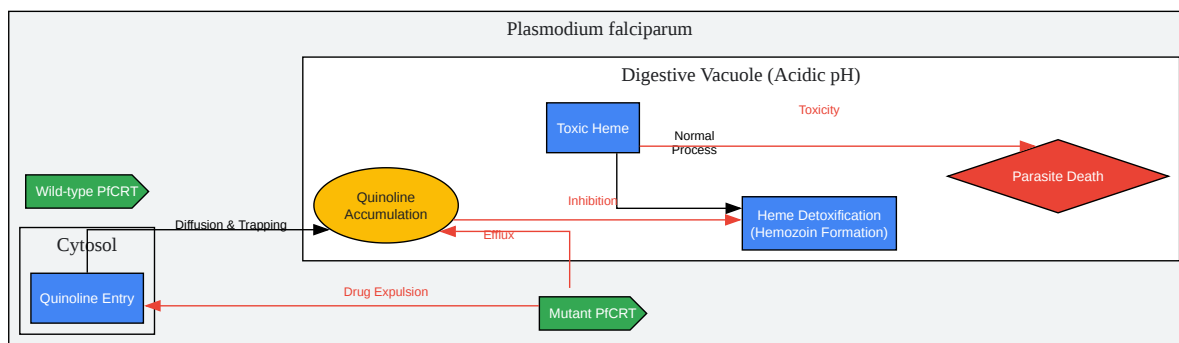 Plasmodium falciparum
Digestive Vacuole (Acidic pH)
Toxicity
Toxic Heme
Normal
Process
Parasite Death
Wild-type PfCRT
Quinoline
Accumulation
Inhibition
Heme Detoxification
(Hemozoin Formation)
Diffusion & Trapping
Efflux
Cytosol
Quinoline Entry
Drug Expulsion
Mutant PfCRT